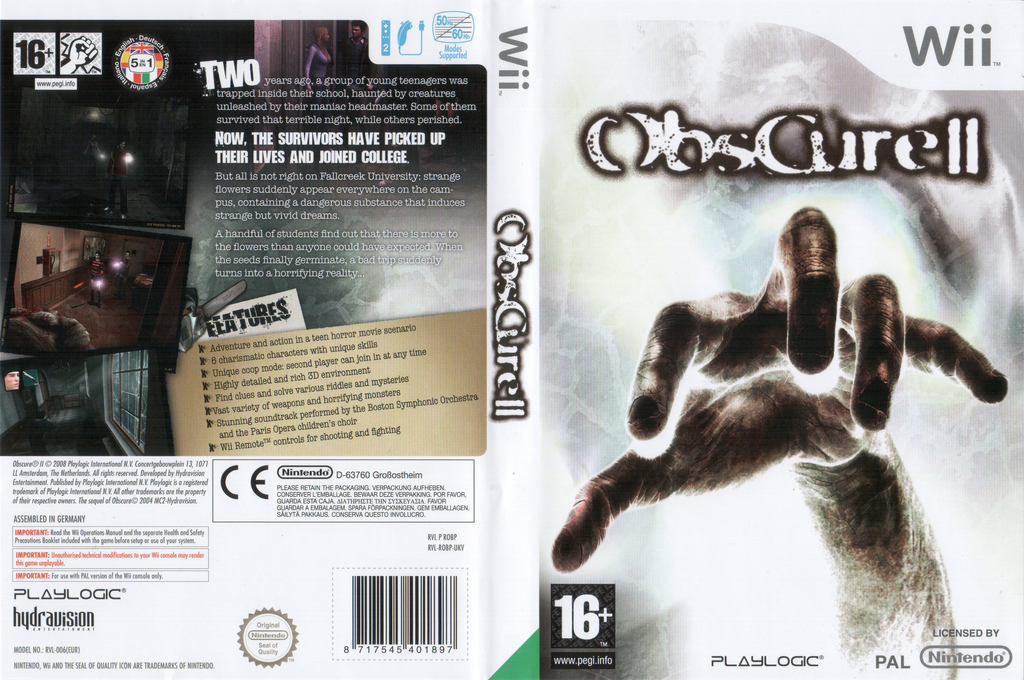 16+
www.pegi.info
English - Deutsch
Français
Español
Italiano
5 IN 1
2
50Hz
60Hz
Modes
Supported
TWO years ago, a group of young teenagers was
trapped inside their school, haunted by creatures
unleashed by their maniac headmaster. Some of them
survived that terrible night, while others perished.
NOW, THE SURVIVORS HAVE PICKED UP
THEIR LIVES AND JOINED COLLEGE.
But all is not right on Fallcreek University: strange
flowers suddenly appear everywhere on the cam-
pus, containing a dangerous substance that induces
strange but vivid dreams.
A handful of students find out that there is more to
the flowers than anyone could have expected. When
the seeds finally germinate, a bad trip suddenly
turns into a horrifying reality...
FEATURES
Adventure and action in a teen horror movie scenario
6 charismatic characters with unique skills
Unique coop mode: second player can join in at any time
Highly detailed and rich 3D environment
Find clues and solve various riddles and mysteries
Vast variety of weapons and horrifying monsters
Stunning soundtrack performed by the Boston Symphonic Orchestra
and the Paris Opera children's choir
Wii Remote™ controls for shooting and fighting
Obscure® II © 2008 Playlogic International N.V. Concertgebouwplein 13, 1071
LL Amsterdam, The Netherlands. All rights reserved. Developed by Hydravision
Entertainment. Published by Playlogic International N.V. Playlogic is a registered
trademark of Playlogic International N.V. All other trademarks are the property
of their respective owners. The sequel of Obscure© 2004 MC2-Hydravision.
ASSEMBLED IN GERMANY
IMPORTANT: Read the Wii Operations Manual and the separate Health and Safety
Precautions Booklet included with the game before setup or use of your system.
IMPORTANT: Unauthorised technical modifications to your Wii console may render
this game unplayable.
IMPORTANT: For use with PAL version of the Wii console only.
PLAYLOGIC®
hydravision
ENTERTAINMENT
MODEL NO.: RVL-006(EUR)
NINTENDO, Wii AND THE SEAL OF QUALITY ICON ARE TRADEMARKS OF NINTENDO.
CE
Nintendo® D-63760 Großostheim
PLEASE RETAIN THE PACKAGING. VERPACKUNG AUFHEBEN.
CONSERVER L'EMBALLAGE. BEWAAR DEZE VERPAKKING. POR FAVOR,
GUARDA ESTA CAJA. ΔΙΑΤΗΡΗΣΤΕ ΤΗΝ ΣΥΣΚΕΥΑΣΙΑ. FAVOR
GUARDAR A EMBALAGEM. SPARA FÖRPACKNINGEN. GEM EMBALLAGEN.
SÄILYTÄ PAKKAUS. CONSERVA QUESTO INVOLUCRO.
RVL P ROBP
RVL-ROBP-UKV
Original
Nintendo®
Seal of
Quality
TM
8 717545 401897
Wii™
ObsCure II
Wii™
ObsCure II
16+
™
www.pegi.info
PLAYLOGIC®
LICENSED BY
PAL Nintendo®